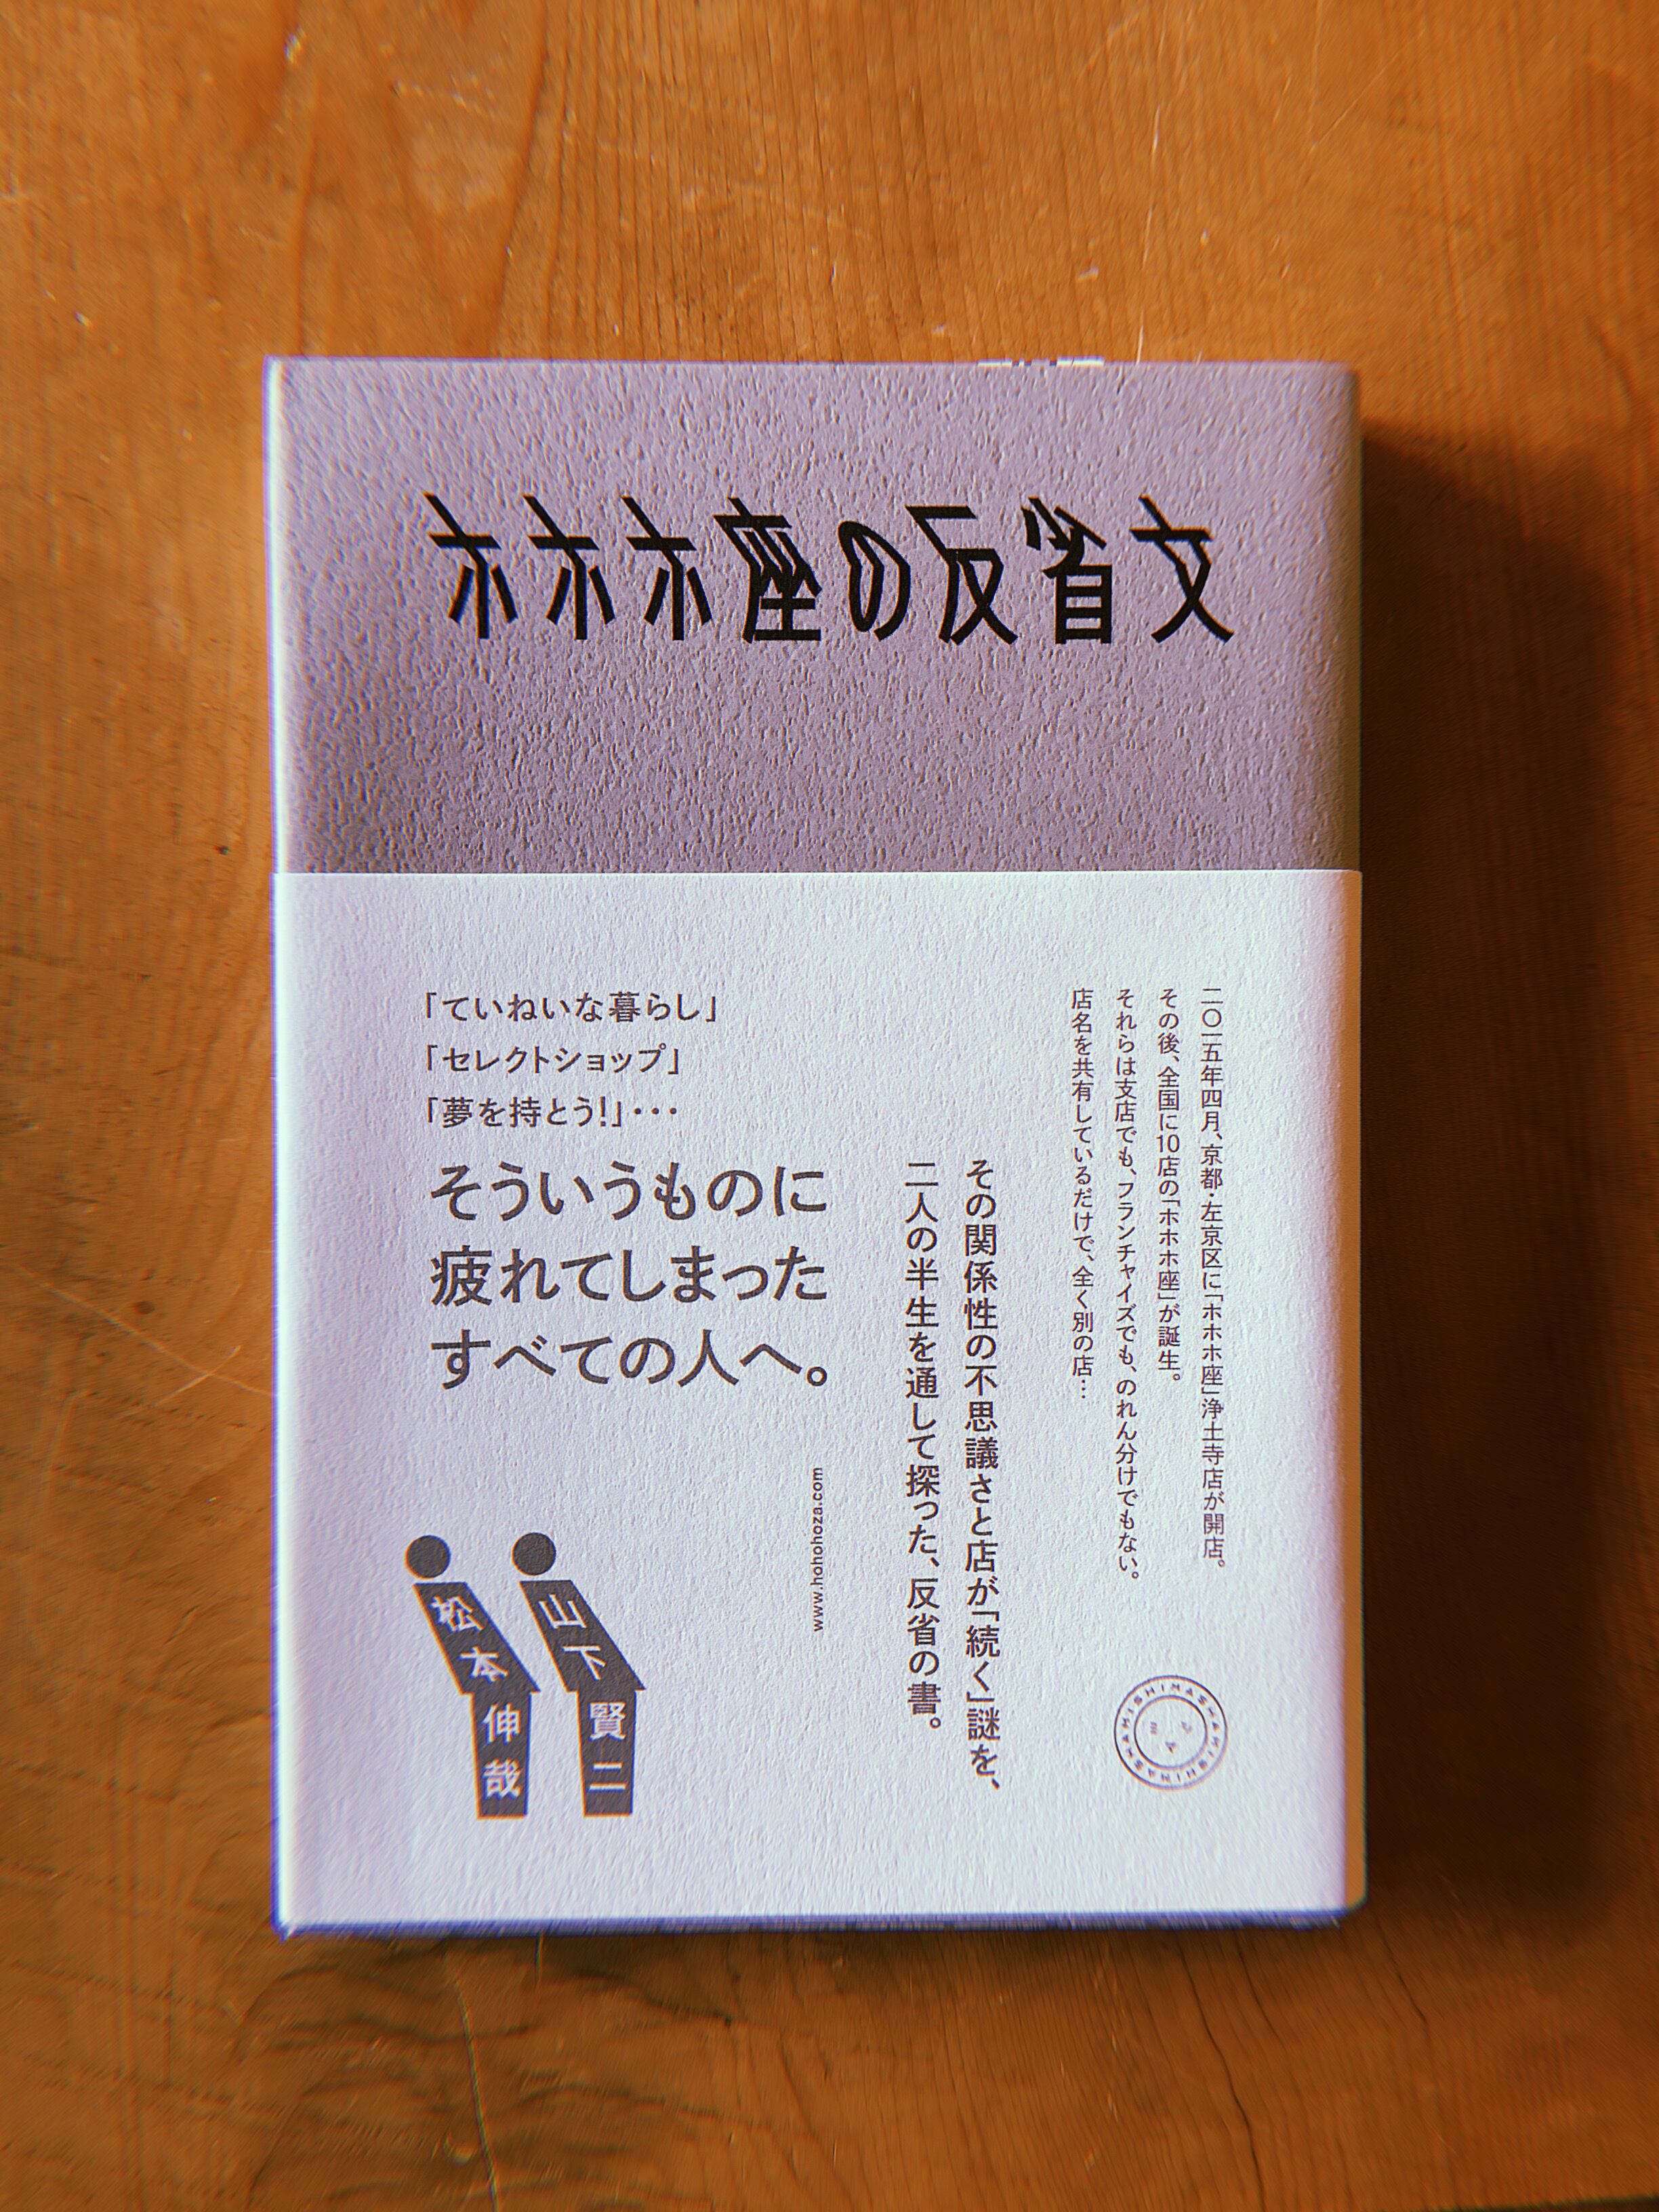 ホホホ座の反省文
「ていねいな暮らし」
「セレクトショップ」
「夢を持とう!」・・・
そういうものに
疲れてしまった
すべての人へ。
二〇一五年四月、京都・左京区に「ホホホ座」浄土寺店が開店。
その後、全国に10店の「ホホホ座」が誕生。
それらは支店でも、フランチャイズでも、のれん分けでもない。
店名を共有しているだけで、全く別の店…
その関係性の不思議さと店が「続く」謎を、
二人の半生を通して探った、反省の書。
www.hohohoza.com
山下賢二
松本伸哉
MISHIMASHAMISHIMASHA